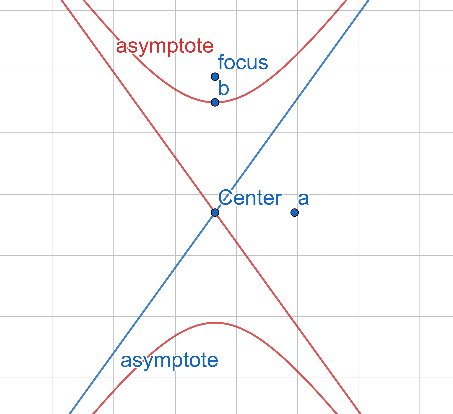 asymptote
focus
b
Center
a
asymptote